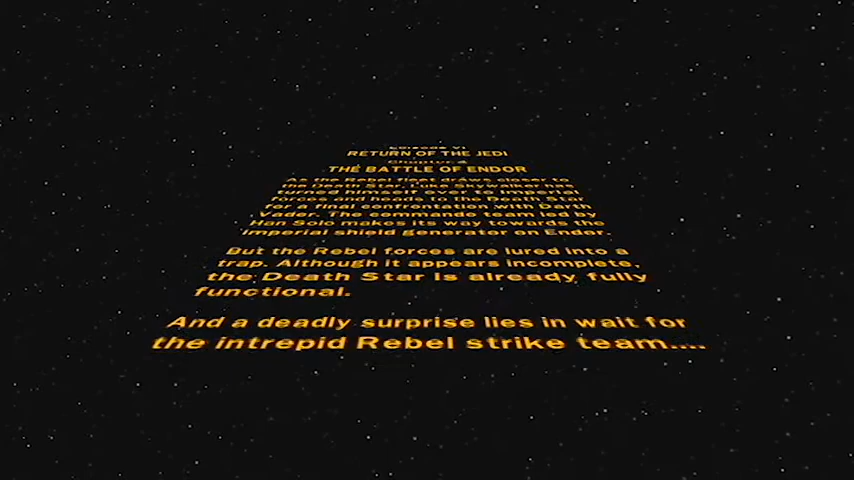 Episode VI
RETURN OF THE JEDI
Chapter 4
THE BATTLE OF ENDOR
As the Rebel fleet draws closer to
the Death Star, Luke Skywalker has
turned himself over to Imperial
forces and heads to the Death Star
for a final confrontation with Darth
Vader. The commando team led by
Han Solo makes its way towards the
Imperial shield generator on Endor.
But the Rebel forces are lured into a
trap. Although it appears incomplete,
the Death Star is already fully
functional.
And a deadly surprise lies in wait for
the intrepid Rebel strike team....